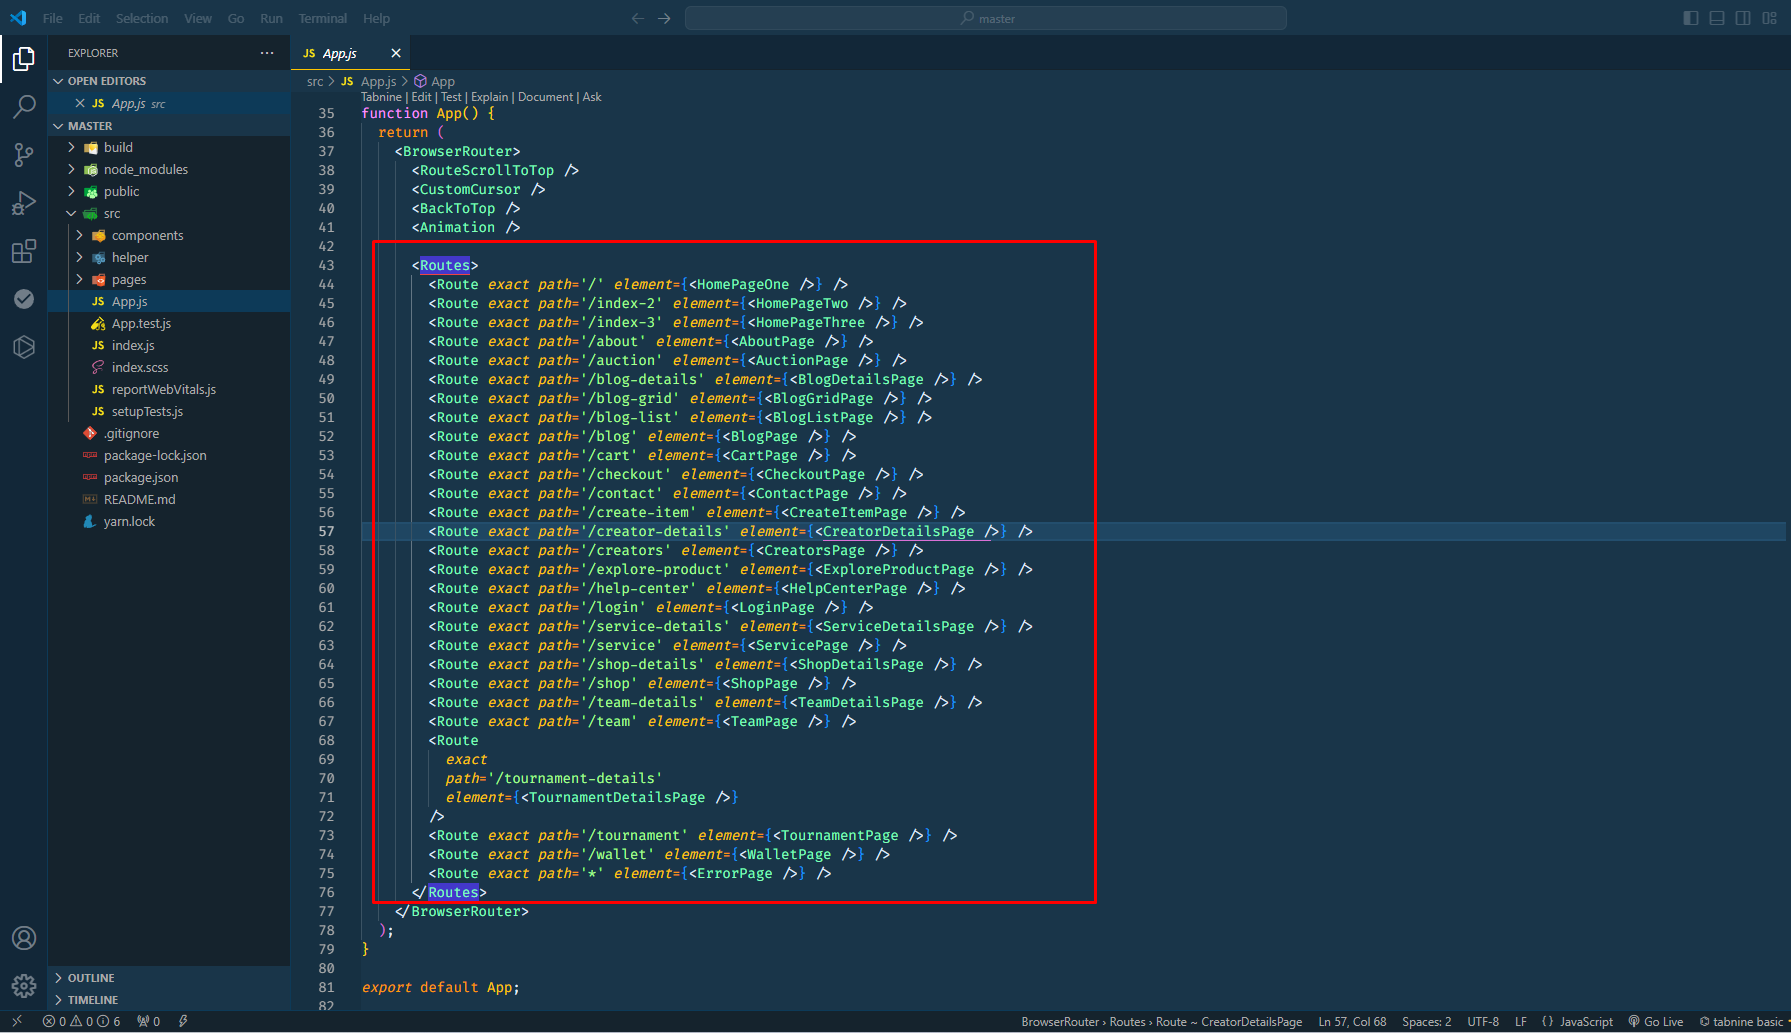 File Edit Selection View Go Run Terminal Help
master
EXPLORER
OPEN EDITORS
JS App.js src
MASTER
build
node_modules
public
src
components
helper
pages
JS App.js
App.test.js
JS index.js
index.scss
JS reportWebVitals.js
JS setupTests.js
.gitignore
package-lock.json
package.json
README.md
yarn.lock
OUTLINE
TIMELINE
JS App.js
src > JS App.js > App
Tabnine | Edit | Test | Explain | Document | Ask
35 function App() {
36 return (
37 <BrowserRouter>
38 <RouteScrollToTop />
39 <CustomCursor />
40 <BackToTop />
41 <Animation />
42
43 <Routes>
44 <Route exact path='/' element={<HomePageOne />} />
45 <Route exact path='/index-2' element={<HomePageTwo />} />
46 <Route exact path='/index-3' element={<HomePageThree />} />
47 <Route exact path='/about' element={<AboutPage />} />
48 <Route exact path='/auction' element={<AuctionPage />} />
49 <Route exact path='/blog-details' element={<BlogDetailsPage />} />
50 <Route exact path='/blog-grid' element={<BlogGridPage />} />
51 <Route exact path='/blog-list' element={<BlogListPage />} />
52 <Route exact path='/blog' element={<BlogPage />} />
53 <Route exact path='/cart' element={<CartPage />} />
54 <Route exact path='/checkout' element={<CheckoutPage />} />
55 <Route exact path='/contact' element={<ContactPage />} />
56 <Route exact path='/create-item' element={<CreateItemPage />} />
57 <Route exact path='/creator-details' element={<CreatorDetailsPage />} />
58 <Route exact path='/creators' element={<CreatorsPage />} />
59 <Route exact path='/explore-product' element={<ExploreProductPage />} />
60 <Route exact path='/help-center' element={<HelpCenterPage />} />
61 <Route exact path='/login' element={<LoginPage />} />
62 <Route exact path='/service-details' element={<ServiceDetailsPage />} />
63 <Route exact path='/service' element={<ServicePage />} />
64 <Route exact path='/shop-details' element={<ShopDetailsPage />} />
65 <Route exact path='/shop' element={<ShopPage />} />
66 <Route exact path='/team-details' element={<TeamDetailsPage />} />
67 <Route exact path='/team' element={<TeamPage />} />
68 <Route
69 exact
70 path='/tournament-details'
71 element={<TournamentDetailsPage />}
72 />
73 <Route exact path='/tournament' element={<TournamentPage />} />
74 <Route exact path='/wallet' element={<WalletPage />} />
75 <Route exact path='*' element={<ErrorPage />} />
76 </Routes>
77 </BrowserRouter>
78 );
79 }
80
81 export default App;
82
0 0 6 0 BrowserRouter › Routes › Route ~ CreatorDetailsPage Ln 57, Col 68 Spaces: 2 UTF-8 LF {} JavaScript Go Live tabnine basic